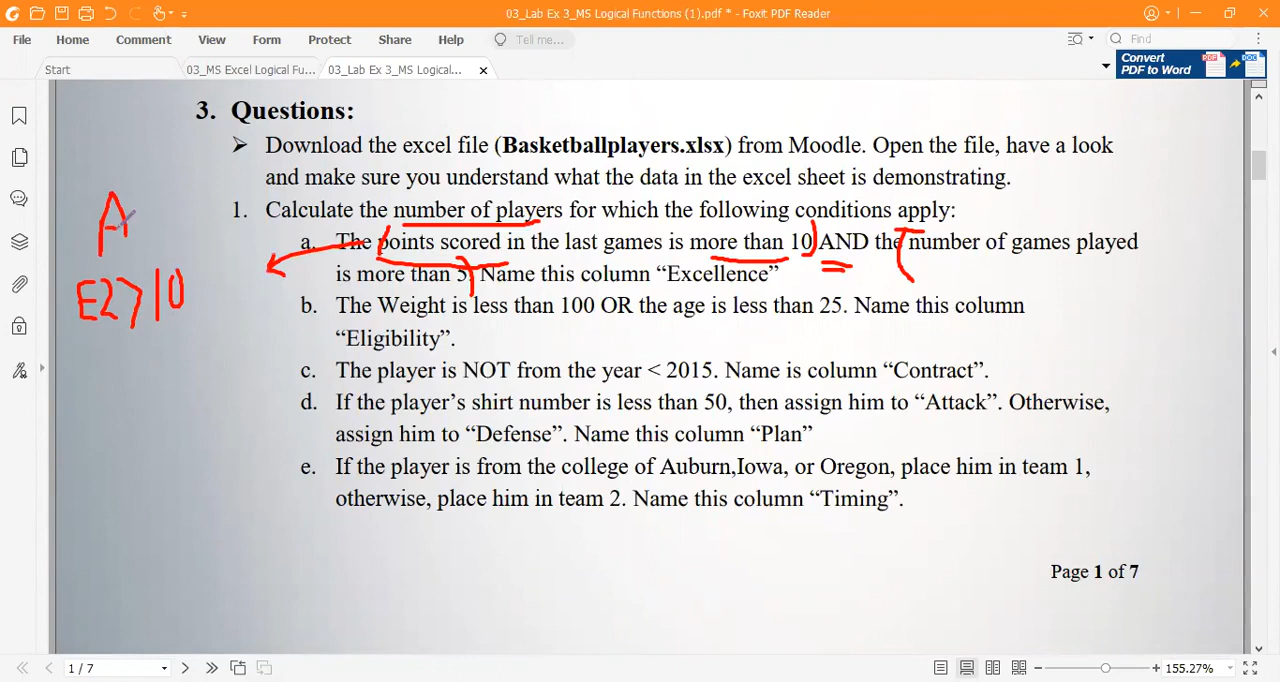 03_Lab Ex 3_MS Logical Functions (1).pdf * - Foxit PDF Reader
File Home Comment View Form Protect Share Help Tell me... Find
Start 03_MS Excel Logical Fu... 03_Lab Ex 3_MS Logical... Convert PDF to Word
3. Questions:
➢ Download the excel file (Basketballplayers.xlsx) from Moodle. Open the file, have a look
and make sure you understand what the data in the excel sheet is demonstrating.
1. Calculate the number of players for which the following conditions apply:
a. The points scored in the last games is more than 10 AND the number of games played
is more than 5. Name this column “Excellence”
b. The Weight is less than 100 OR the age is less than 25. Name this column
“Eligibility”.
c. The player is NOT from the year < 2015. Name is column “Contract”.
d. If the player’s shirt number is less than 50, then assign him to “Attack”. Otherwise,
assign him to “Defense”. Name this column “Plan”
e. If the player is from the college of Auburn,Iowa, or Oregon, place him in team 1,
otherwise, place him in team 2. Name this column “Timing”.
A
E2>10
Page 1 of 7
1 / 7 155.27%